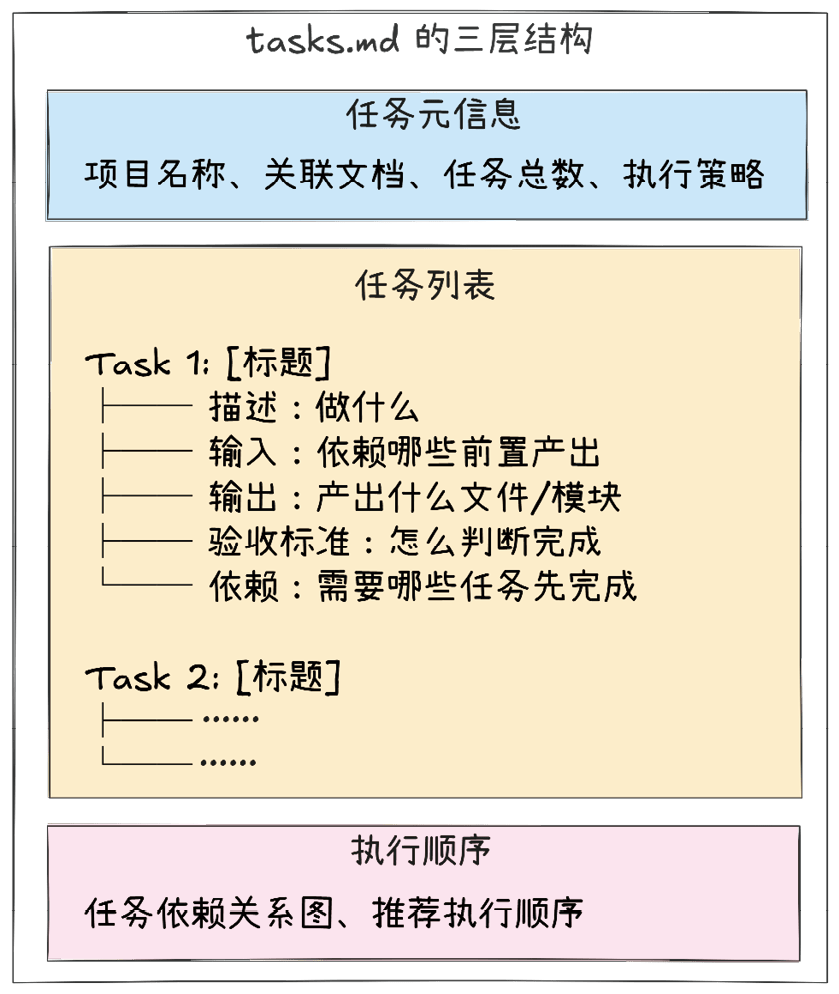 tasks.md 的三层结构
任务元信息
项目名称、关联文档、任务总数、执行策略
任务列表
Task 1: [标题]
描述：做什么
输入：依赖哪些前置产出
输出：产出什么文件/模块
验收标准：怎么判断完成
依赖：需要哪些任务先完成
Task 2: [标题]
……
……
执行顺序
任务依赖关系图、推荐执行顺序